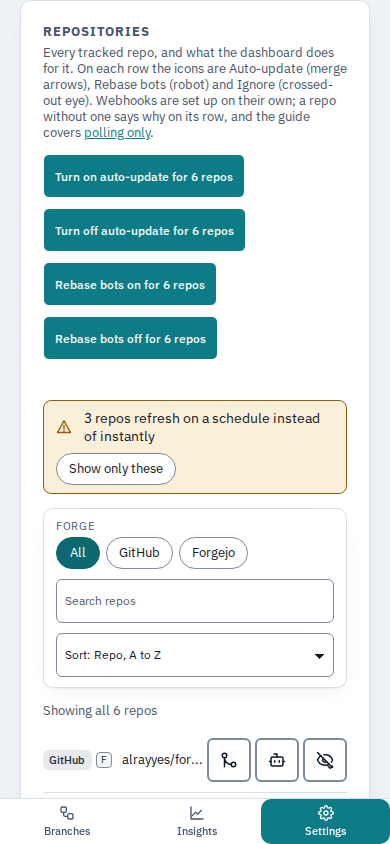 REPOSITORIES
Every tracked repo, and what the dashboard does
for it. On each row the icons are Auto-update (merge
arrows), Rebase bots (robot) and Ignore (crossed-
out eye). Webhooks are set up on their own; a repo
without one says why on its row, and the guide
covers polling only.
Turn on auto-update for 6 repos
Turn off auto-update for 6 repos
Rebase bots on for 6 repos
Rebase bots off for 6 repos
3 repos refresh on a schedule instead
of instantly
Show only these
FORGE
All GitHub Forgejo
Search repos
Sort: Repo, A to Z
Showing all 6 repos
GitHub F alrayyes/for...
Branches Insights Settings